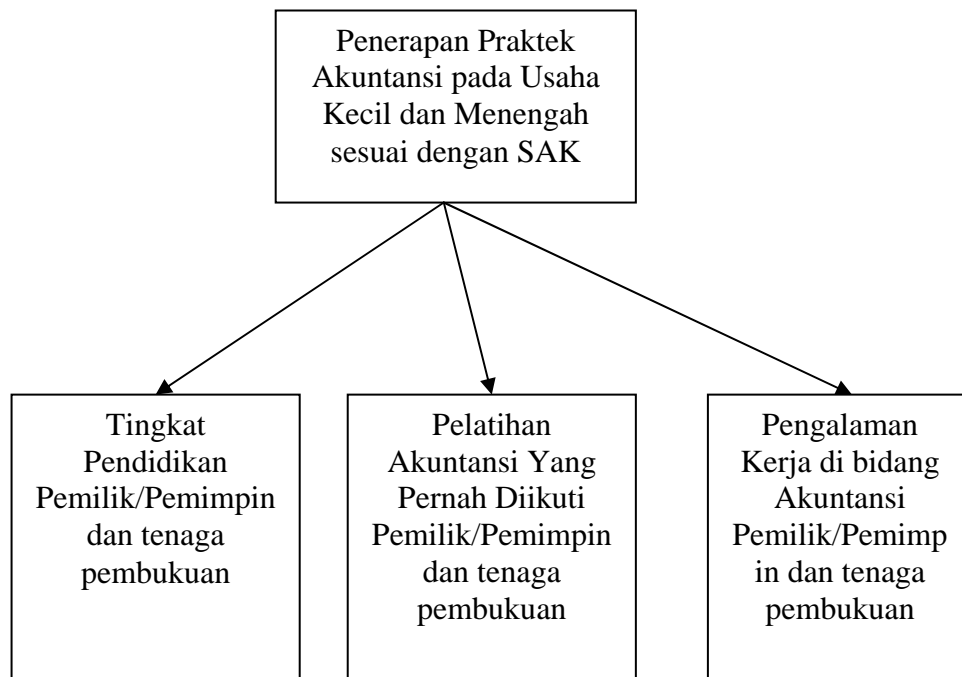 Penerapan Praktek
Akuntansi pada Usaha
Kecil dan Menengah
sesuai dengan SAK
Tingkat
Pendidikan
Pemilik/Pemimpin
dan tenaga
pembukuan
Pelatihan
Akuntansi Yang
Pernah Diikuti
Pemilik/Pemimpin
dan tenaga
pembukuan
Pengalaman
Kerja di bidang
Akuntansi
Pemilik/Pemimp
in dan tenaga
pembukuan